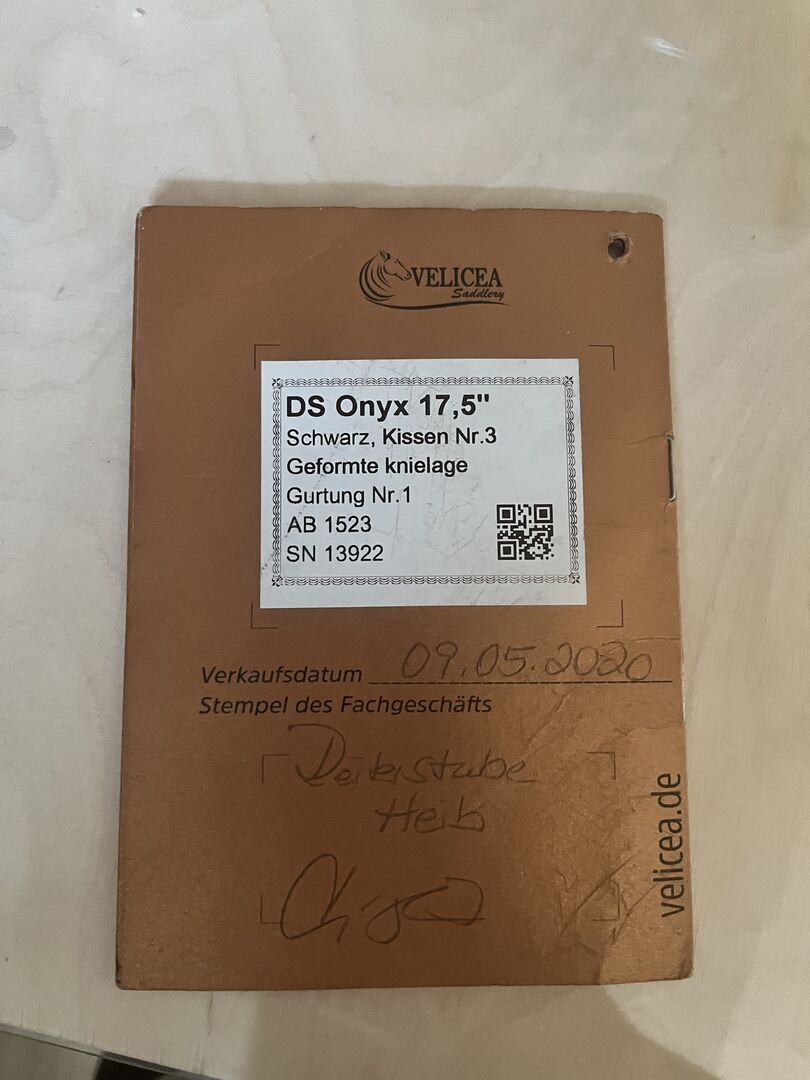 VELICEA
Saddlery
DS Onyx 17,5"
Schwarz, Kissen Nr.3
Geformte knielage
Gurtung Nr.1
AB 1523
SN 13922
Verkaufsdatum 09.05.2020
Stempel des Fachgeschäfts
Reiterstube
Heib
velicea.de